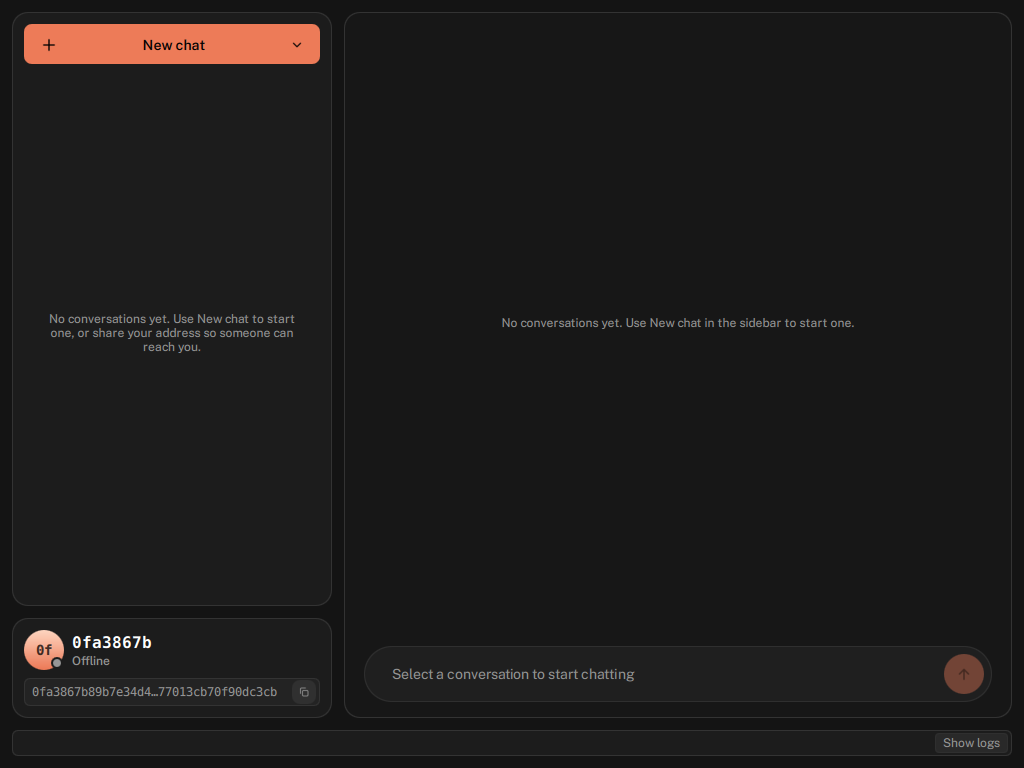 New chat
No conversations yet. Use New chat to start
one, or share your address so someone can
reach you.
0f
0fa3867b
Offline
0fa3867b89b7e34d4…77013cb70f90dc3cb
No conversations yet. Use New chat in the sidebar to start one.
Select a conversation to start chatting
Show logs